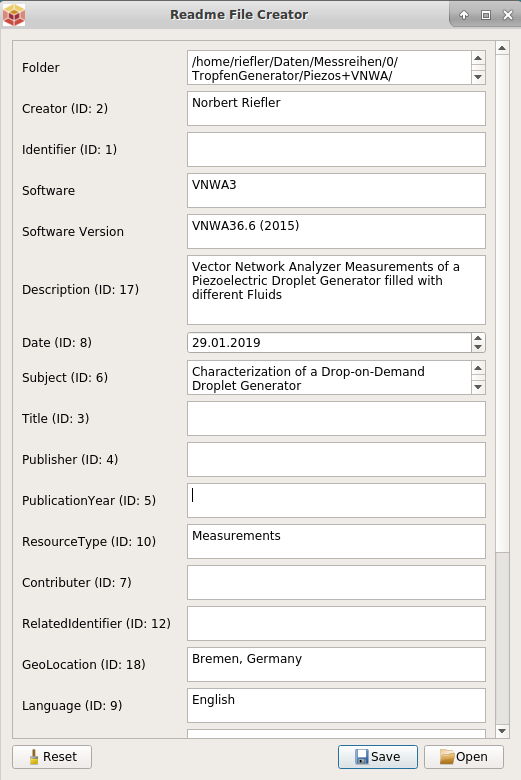 Readme File Creator
Folder
/home/riefler/Daten/Messreihen/0/
TropfenGenerator/Piezos+VNWA/
Creator (ID: 2)
Norbert Riefler
Identifier (ID: 1)
Software
VNWA3
Software Version
VNWA36.6 (2015)
Description (ID: 17)
Vector Network Analyzer Measurements of a
Piezoelectric Droplet Generator filled with
different Fluids
Date (ID: 8)
29.01.2019
Subject (ID: 6)
Characterization of a Drop-on-Demand
Droplet Generator
Title (ID: 3)
Publisher (ID: 4)
PublicationYear (ID: 5)
ResourceType (ID: 10)
Measurements
Contributer (ID: 7)
RelatedIdentifier (ID: 12)
GeoLocation (ID: 18)
Bremen, Germany
Language (ID: 9)
English
Reset
Save
Open